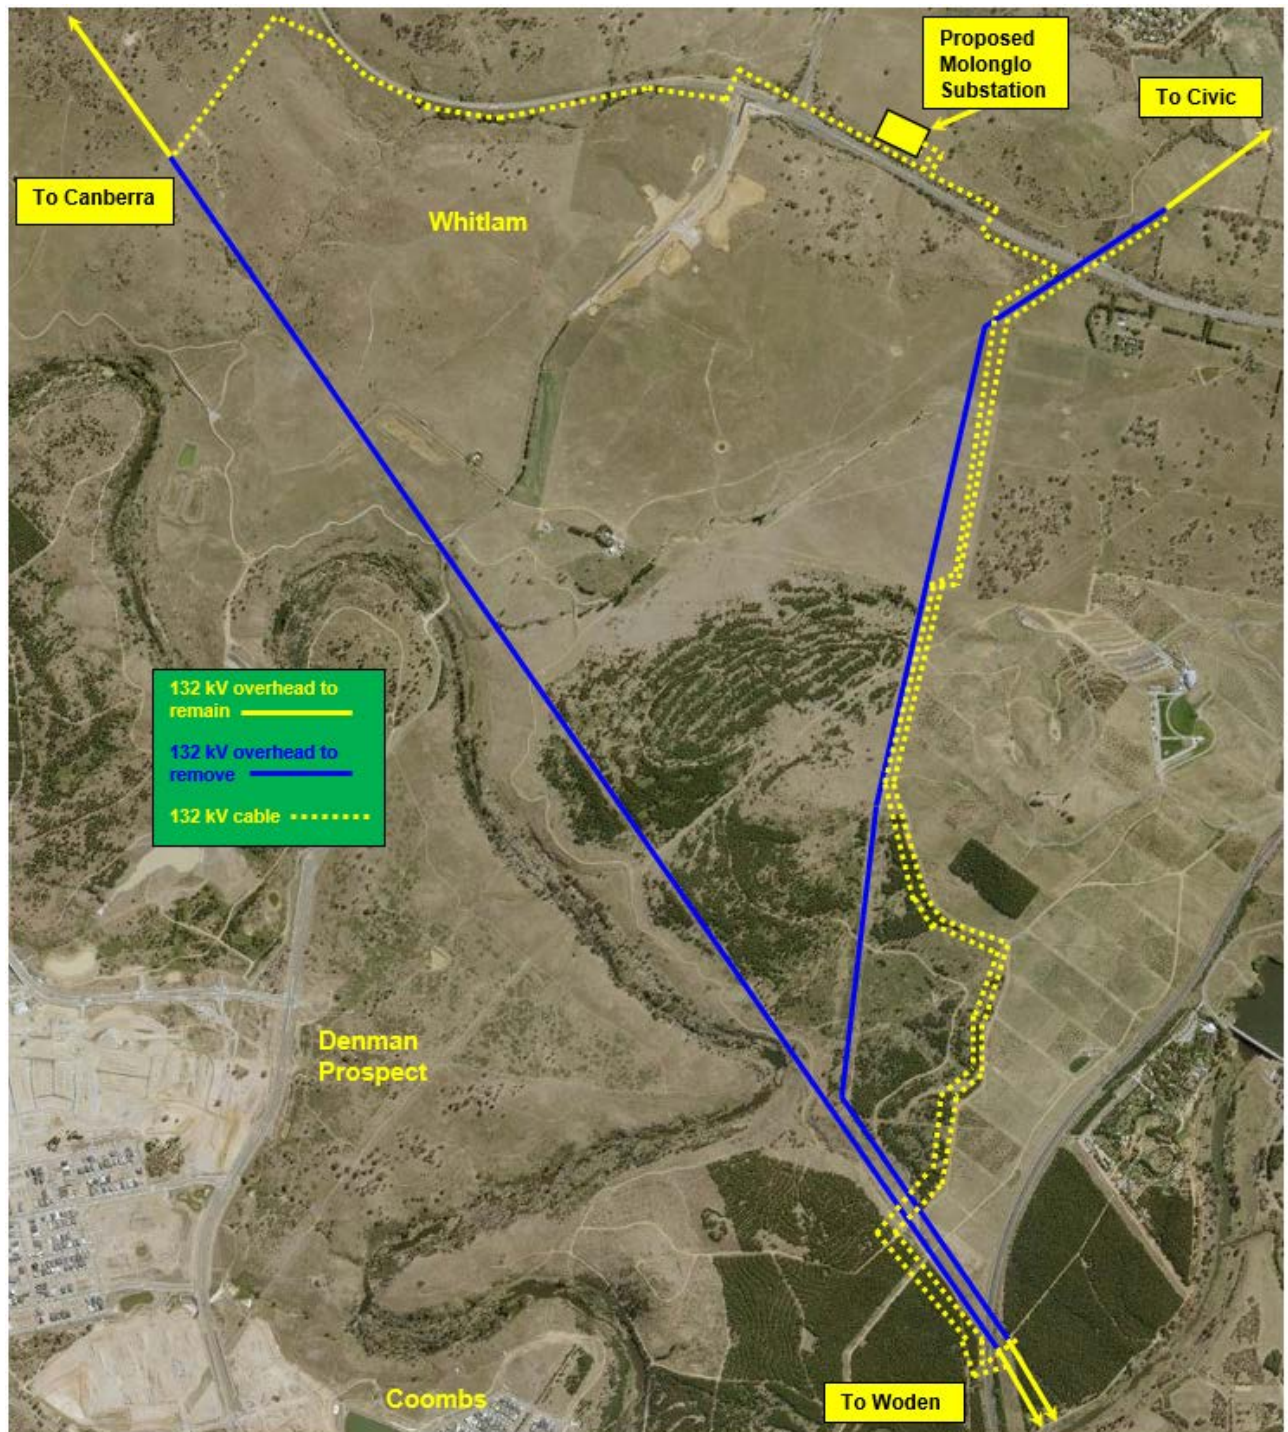 Proposed
Molonglo
Substation
To Civic
To Canberra
Whitlam
132 kV overhead to
remain
132 kV overhead to
remove
132 kV cable
Denman
Prospect
Coombs
To Woden